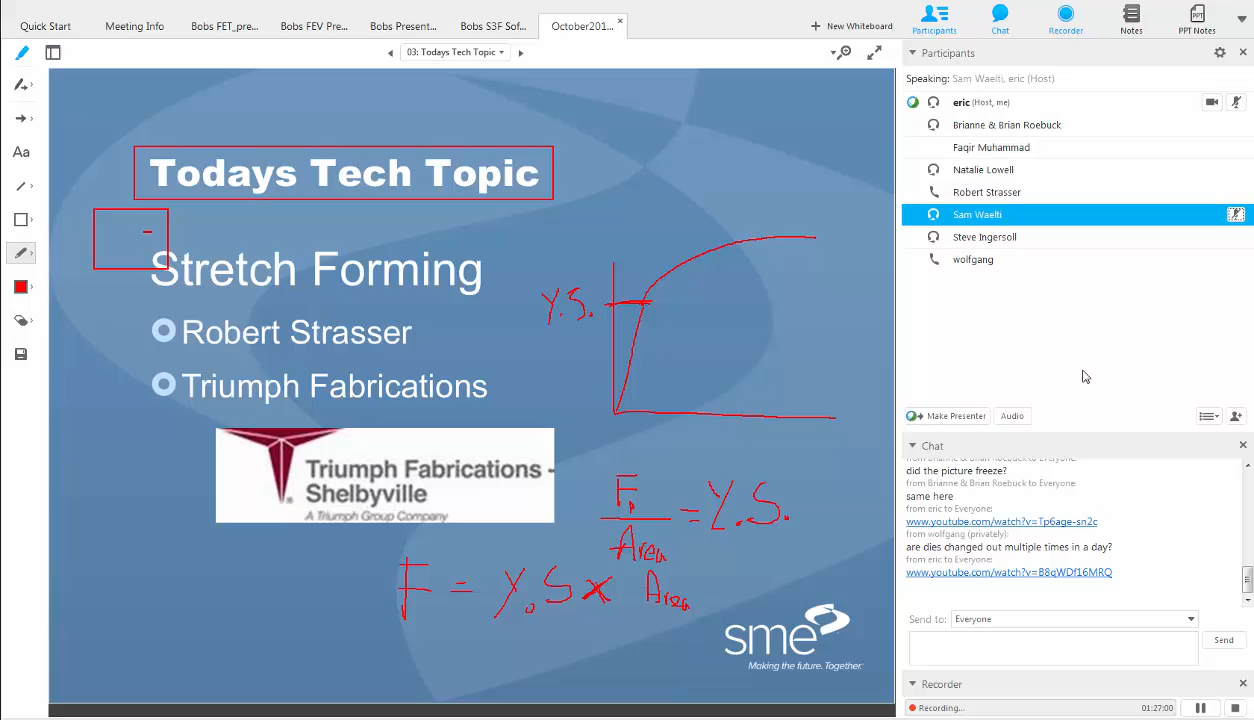 Quick Start
Meeting Info
Bobs FET_pre...
Bobs FEV Pre...
Bobs Present...
Bobs S3F Sof...
October201...
New Whiteboard
Participants
Chat
Recorder
Notes
PPT Notes
03: Todays Tech Topic
Aa
Todays Tech Topic
Stretch Forming
Robert Strasser
Triumph Fabrications
Triumph Fabrications -
Shelbyville
A Triumph Group Company
Y.S.
F
Area
= Y.S.
F = Y.S x Area
sme
Making the future. Together.
Participants
Speaking: Sam Waelti, eric (Host)
eric (Host, me)
Brianne & Brian Roebuck
Faqir Muhammad
Natalie Lowell
Robert Strasser
Sam Waelti
Steve Ingersoll
wolfgang
Make Presenter
Audio
Chat
from Brianne & Brian Roebuck to Everyone:
did the picture freeze?
from Brianne & Brian Roebuck to Everyone:
same here
from eric to Everyone:
www.youtube.com/watch?v=Tp6age-sn2c
from wolfgang (privately):
are dies changed out multiple times in a day?
from eric to Everyone:
www.youtube.com/watch?v=B8qWDf16MRQ
Send to:
Everyone
Send
Recorder
Recording...
01:27:00